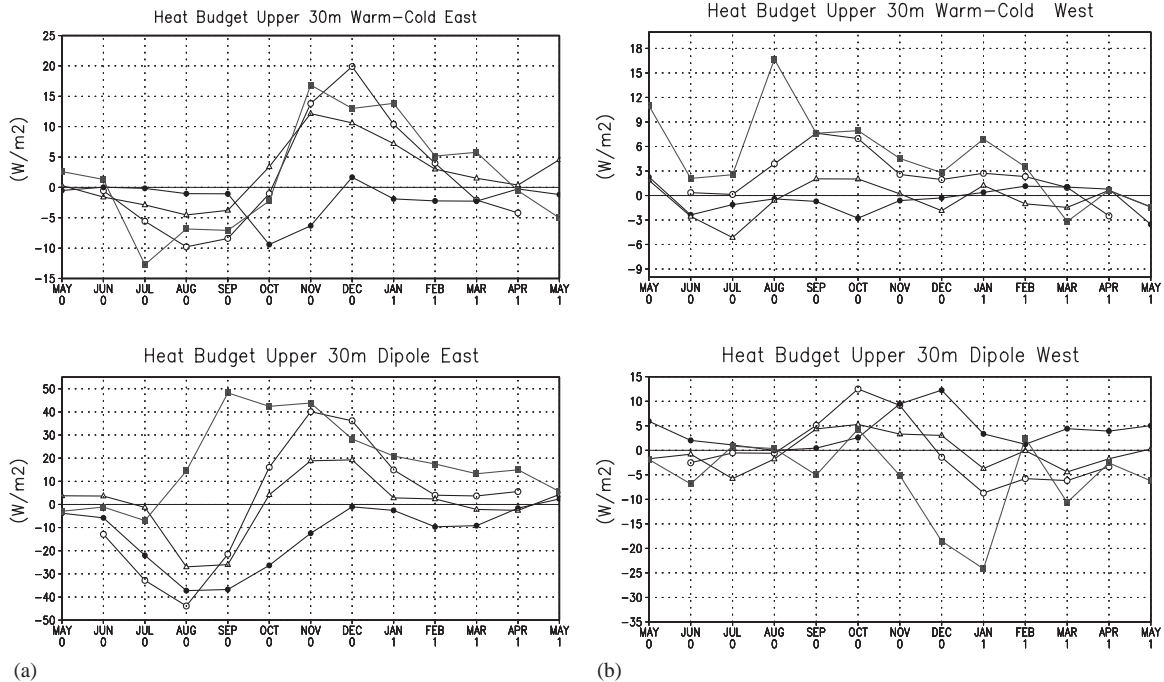 Heat Budget Upper 30m Warm-Cold East
(W/m2)
25
20
15
10
5
0
-5
-10
-15
MAY JUN JUL AUG SEP OCT NOV DEC JAN FEB MAR APR MAY
0 0 0 0 0 0 0 0 1 1 1 1 1
Heat Budget Upper 30m Warm-Cold West
(W/m2)
18
15
12
9
6
3
0
-3
-6
-9
MAY JUN JUL AUG SEP OCT NOV DEC JAN FEB MAR APR MAY
0 0 0 0 0 0 0 0 1 1 1 1 1
Heat Budget Upper 30m Dipole East
(W/m2)
50
40
30
20
10
0
-10
-20
-30
-40
-50
MAY JUN JUL AUG SEP OCT NOV DEC JAN FEB MAR APR MAY
0 0 0 0 0 0 0 0 1 1 1 1 1
(a)
Heat Budget Upper 30m Dipole West
(W/m2)
15
10
5
0
-5
-10
-15
-20
-25
-30
-35
MAY JUN JUL AUG SEP OCT NOV DEC JAN FEB MAR APR MAY
0 0 0 0 0 0 0 0 1 1 1 1 1
(b)